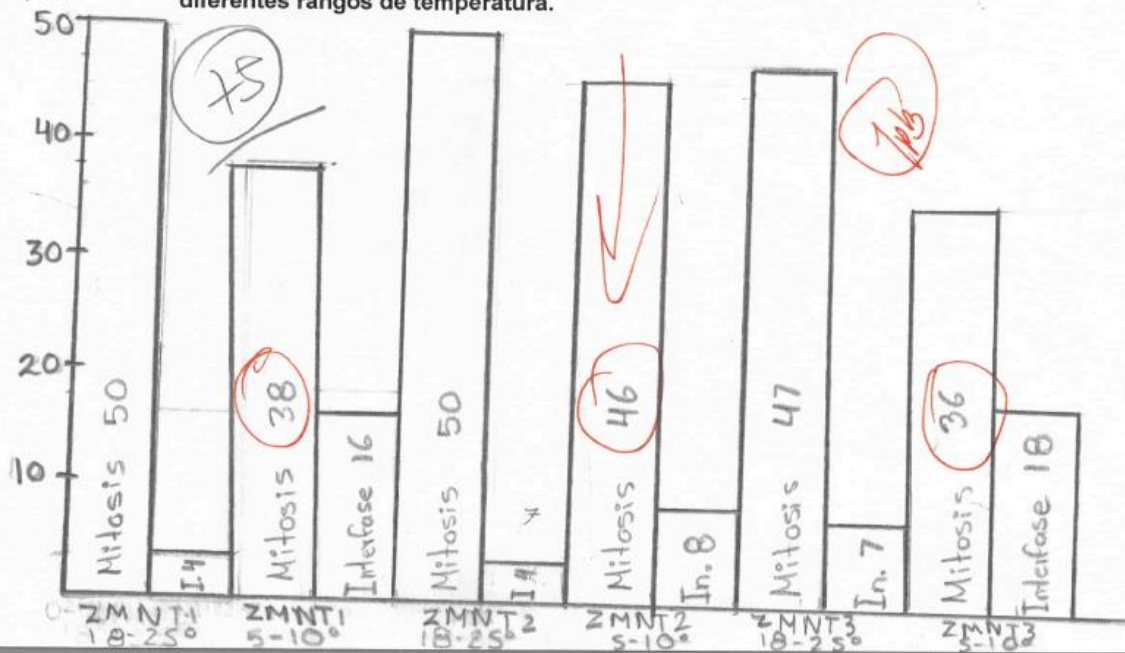 diferentes rangos de temperatura.
50
40
30
20
10
0
+5
Mitosis 50
I 4
Mitosis 38
Interfase 16
Mitosis 50
I 4
Mitosis 46
In. 8
Mitosis 47
In. 7
Mitosis 36
Interfase 18
ZMNT1
18-25°
ZMNT1
5-10°
ZMNT2
18-25°
ZMNT2
5-10°
ZMNT3
18-25°
ZMNT3
5-10°